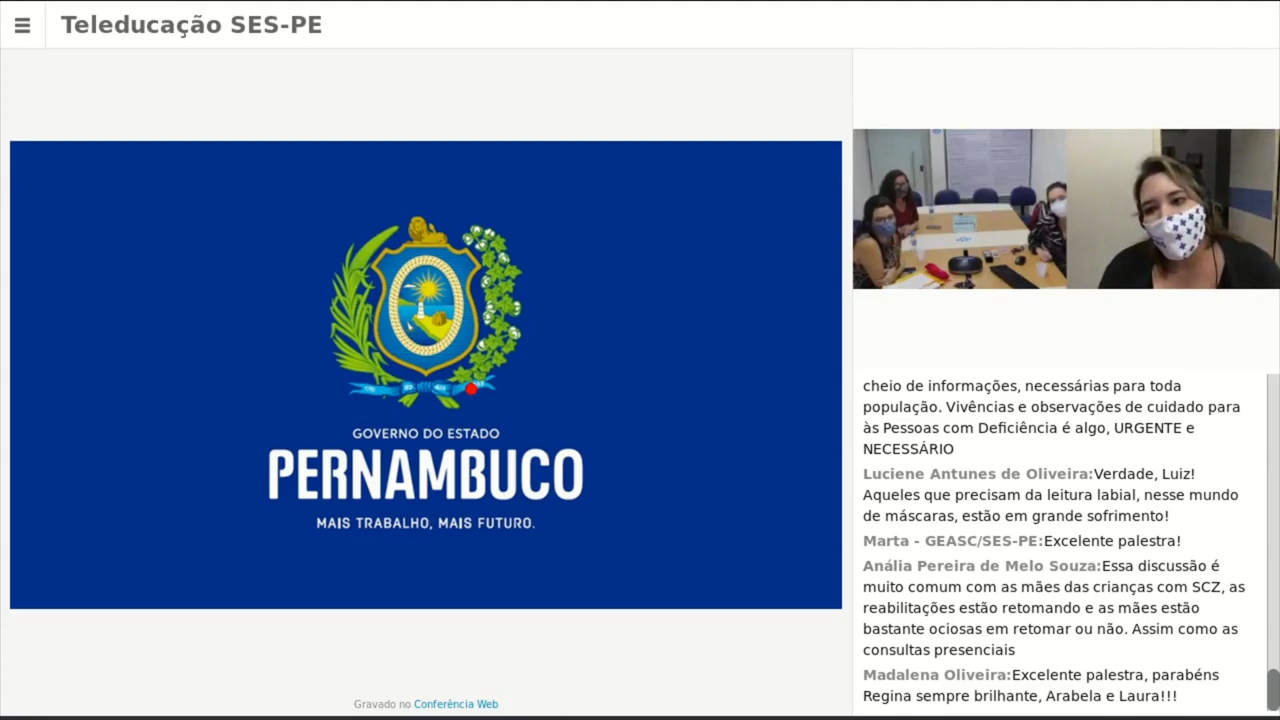 Teleducação SES-PE
GOVERNO DO ESTADO
PERNAMBUCO
MAIS TRABALHO, MAIS FUTURO.
Gravado no Conferência Web
cheio de informações, necessárias para toda
população. Vivências e observações de cuidado para
às Pessoas com Deficiência é algo, URGENTE e
NECESSÁRIO
Luciene Antunes de Oliveira:Verdade, Luiz!
Aqueles que precisam da leitura labial, nesse mundo
de máscaras, estão em grande sofrimento!
Marta - GEASC/SES-PE:Excelente palestra!
Anália Pereira de Melo Souza:Essa discussão é
muito comum com as mães das crianças com SCZ, as
reabilitações estão retomando e as mães estão
bastante ociosas em retomar ou não. Assim como as
consultas presenciais
Madalena Oliveira:Excelente palestra, parabéns
Regina sempre brilhante, Arabela e Laura!!!